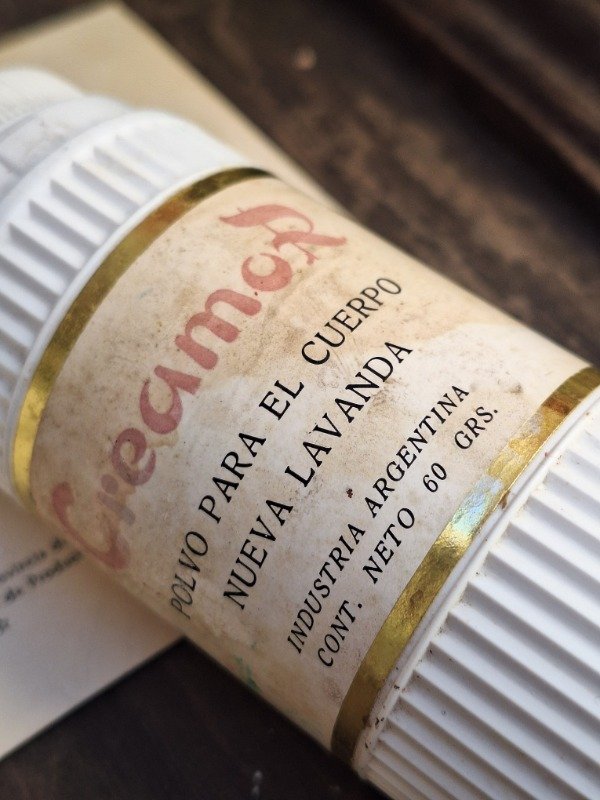 Creamor
POLVO PARA EL CUERPO
NUEVA LAVANDA
INDUSTRIA ARGENTINA
CONT. NETO 60 GRS.